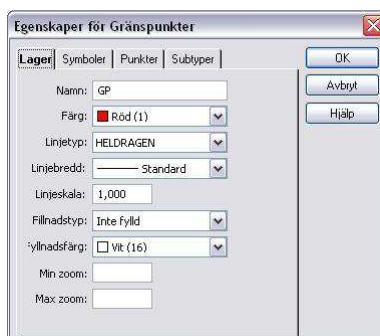 Egenskaper för Gränspunkter
Lager Symboler Punkter Subtyper
OK
Avbryt
Hjälp
Namn: GP
Färg: Röd (1)
Linjetyp: HELDRAGEN
Linjebredd: Standard
Linjeskala: 1,000
Fillnadstyp: Inte fylld
yllnadsfärg: Vit (16)
Min zoom:
Max zoom: